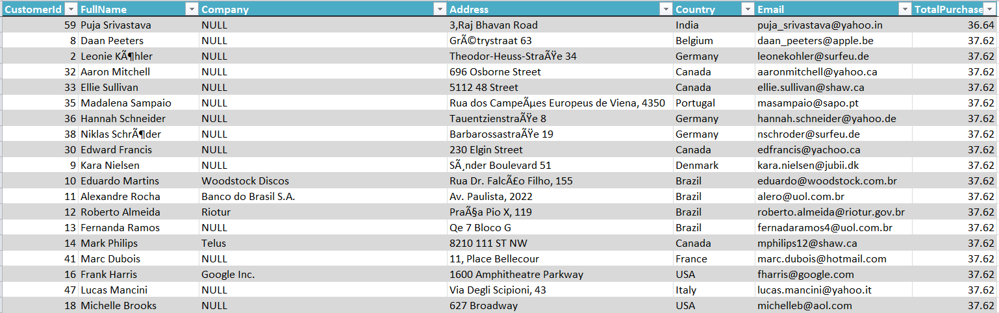 CustomerId FullName Company Address Country Email TotalPurchase
59 Puja Srivastava NULL 3,Raj Bhavan Road India puja_srivastava@yahoo.in 36.64
8 Daan Peeters NULL GrÃ©trystraat 63 Belgium daan_peeters@apple.be 37.62
2 Leonie KÃ¶hler NULL Theodor-Heuss-StraÃŸe 34 Germany leonekohler@surfeu.de 37.62
32 Aaron Mitchell NULL 696 Osborne Street Canada aaronmitchell@yahoo.ca 37.62
33 Ellie Sullivan NULL 5112 48 Street Canada ellie.sullivan@shaw.ca 37.62
35 Madalena Sampaio NULL Rua dos CampeÃµes Europeus de Viena, 4350 Portugal masampaio@sapo.pt 37.62
36 Hannah Schneider NULL TauentzienstraÃŸe 8 Germany hannah.schneider@yahoo.de 37.62
38 Niklas SchrÃ¶der NULL BarbarossastraÃŸe 19 Germany nschroder@surfeu.de 37.62
30 Edward Francis NULL 230 Elgin Street Canada edfrancis@yachoo.ca 37.62
9 Kara Nielsen NULL SÃ¸nder Boulevard 51 Denmark kara.nielsen@jubii.dk 37.62
10 Eduardo Martins Woodstock Discos Rua Dr. FalcÃ£o Filho, 155 Brazil eduardo@woodstock.com.br 37.62
11 Alexandre Rocha Banco do Brasil S.A. Av. Paulista, 2022 Brazil alero@uol.com.br 37.62
12 Roberto Almeida Riotur PraÃ§a Pio X, 119 Brazil roberto.almeida@riotur.gov.br 37.62
13 Fernanda Ramos NULL Qe 7 Bloco G Brazil fernadaramos4@uol.com.br 37.62
14 Mark Philips Telus 8210 111 ST NW Canada mphilips12@shaw.ca 37.62
41 Marc Dubois NULL 11, Place Bellecour France marc.dubois@hotmail.com 37.62
16 Frank Harris Google Inc. 1600 Amphitheatre Parkway USA fharris@google.com 37.62
47 Lucas Mancini NULL Via Degli Scipioni, 43 Italy lucas.mancini@yahoo.it 37.62
18 Michelle Brooks NULL 627 Broadway USA michelleb@aol.com 37.62